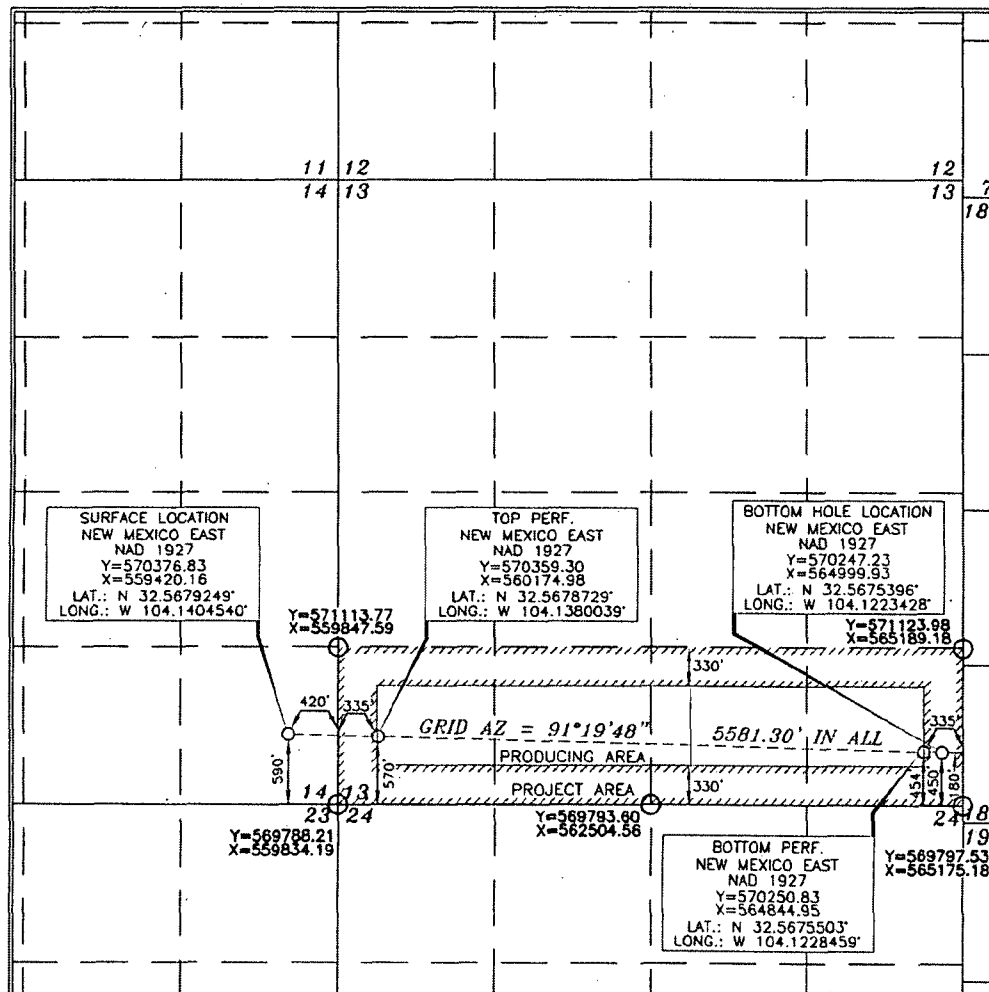 11 12
12
14 13
13
7
18
SURFACE LOCATION
NEW MEXICO EAST
NAD 1927
Y=570376.83
X=559420.16
LAT.: N 32.5679249°
LONG.: W 104.1404540°
TOP PERF.
NEW MEXICO EAST
NAD 1927
Y=570359.30
X=560174.98
LAT.: N 32.5678729°
LONG.: W 104.1380039°
BOTTOM HOLE LOCATION
NEW MEXICO EAST
NAD 1927
Y=570247.23
X=564999.93
LAT.: N 32.5675396°
LONG.: W 104.1223428°
Y=571113.77
X=559847.59
Y=571123.98
X=565189.18
330'
420'
335'
335'
GRID AZ = 91°19'48"
5581.30' IN ALL
PRODUCING AREA
590'
570'
454'
450'
180'
PROJECT AREA
330'
14 13
23 24
24
18
19
Y=569788.21
X=559834.19
Y=569793.60
X=562504.56
Y=569797.53
X=565175.18
BOTTOM PERF.
NEW MEXICO EAST
NAD 1927
Y=570250.83
X=564844.95
LAT.: N 32.5675503°
LONG.: W 104.1228459°